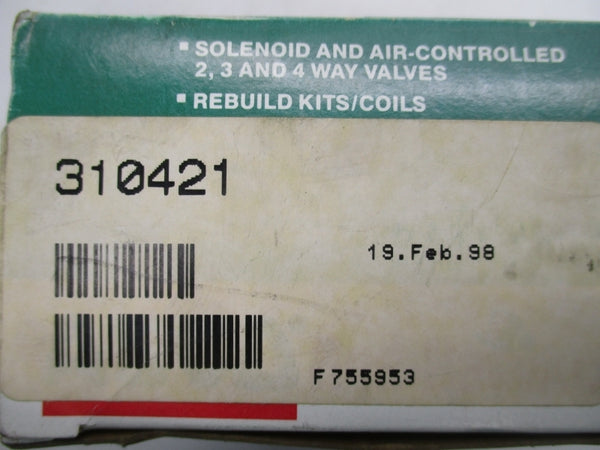 ▪ SOLENOID AND AIR-CONTROLLED
2, 3 AND 4 WAY VALVES
▪ REBUILD KITS/COILS
310421
19.Feb.98
F755953